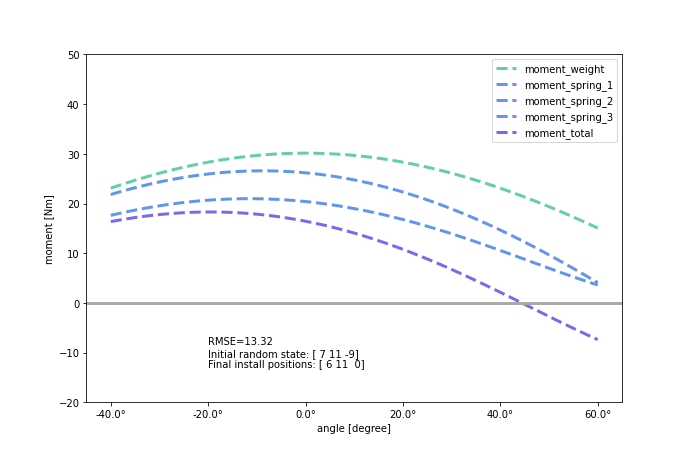 50
40
30
20
10
0
−10
−20
moment [Nm]
moment_weight
moment_spring_1
moment_spring_2
moment_spring_3
moment_total
RMSE=13.32
Initial random state: [ 7 11 -9]
Final install positions: [ 6 11  0]
-40.0° -20.0° 0.0° 20.0° 40.0° 60.0°
angle [degree]